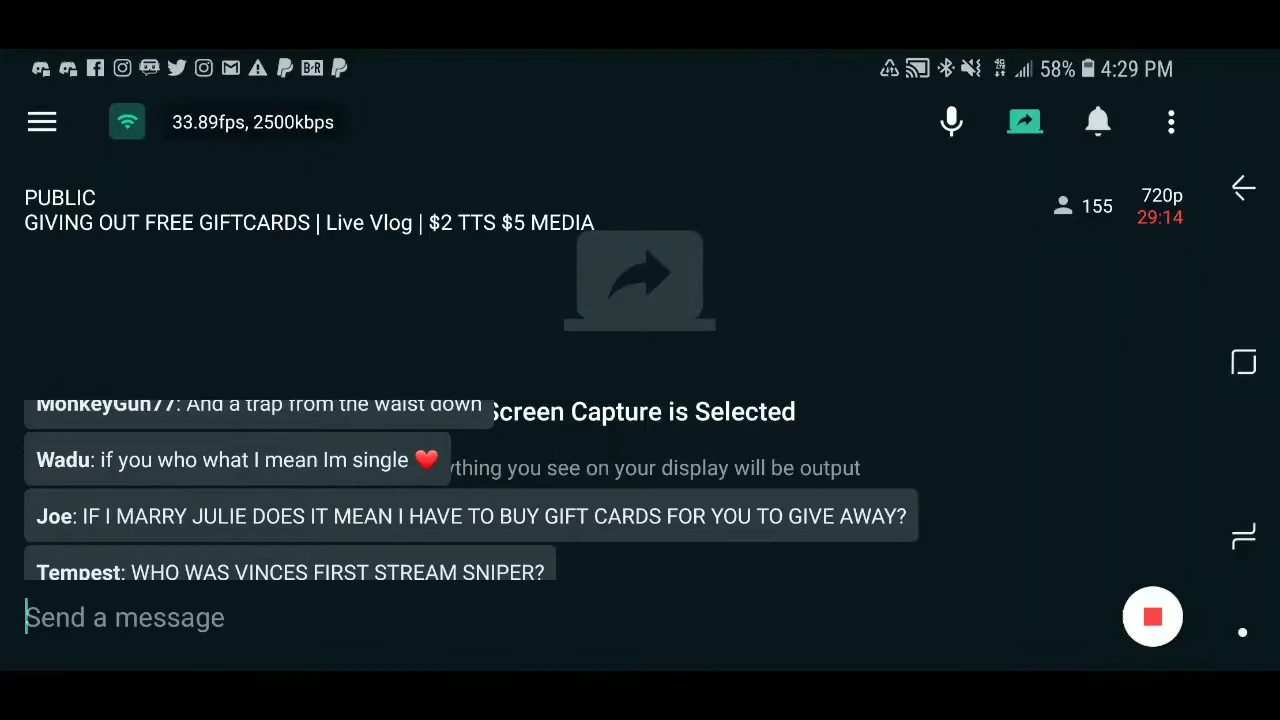 B·R 4G LTE 58% 4:29 PM
33.89fps, 2500kbps
PUBLIC
GIVING OUT FREE GIFTCARDS | Live Vlog | $2 TTS $5 MEDIA
155
720p
29:14
MonkeyGun77: And a trap from the waist down
Screen Capture is Selected
Wadu: if you who what I mean Im single ❤️
ything you see on your display will be output
Joe: IF I MARRY JULIE DOES IT MEAN I HAVE TO BUY GIFT CARDS FOR YOU TO GIVE AWAY?
Tempest: WHO WAS VINCES FIRST STREAM SNIPER?
Send a message